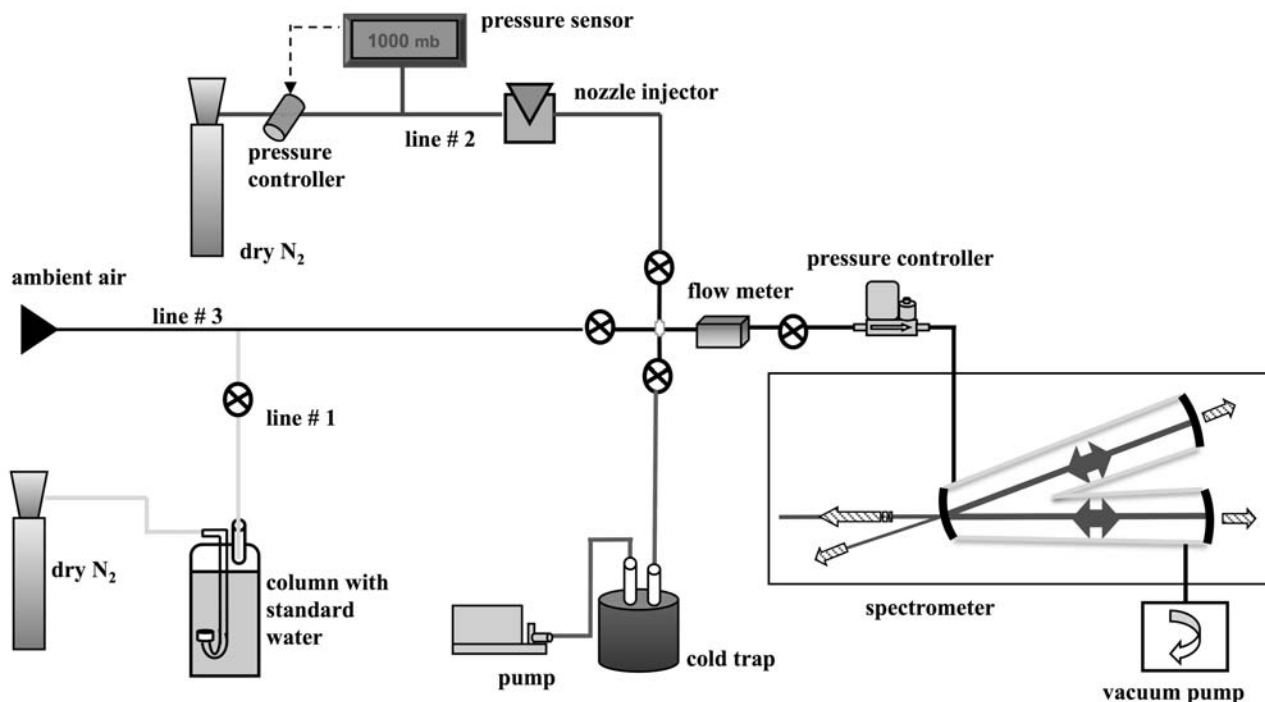 pressure sensor
1000 mb
nozzle injector
line # 2
pressure
controller
dry N₂
ambient air
line # 3
pressure controller
flow meter
line # 1
dry N₂
column with
standard
water
pump
cold trap
spectrometer
vacuum pump